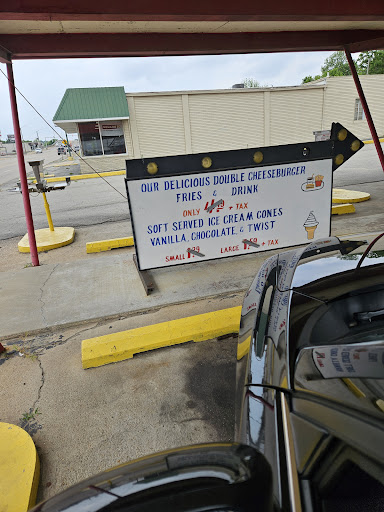 OUR DELICIOUS DOUBLE CHEESEBURGER
FRIES & DRINK
ONLY + TAX
SOFT SERVED ICE CREAM CONES
VANILLA, CHOCOLATE, & TWIST
SMALL LARGE + TAX